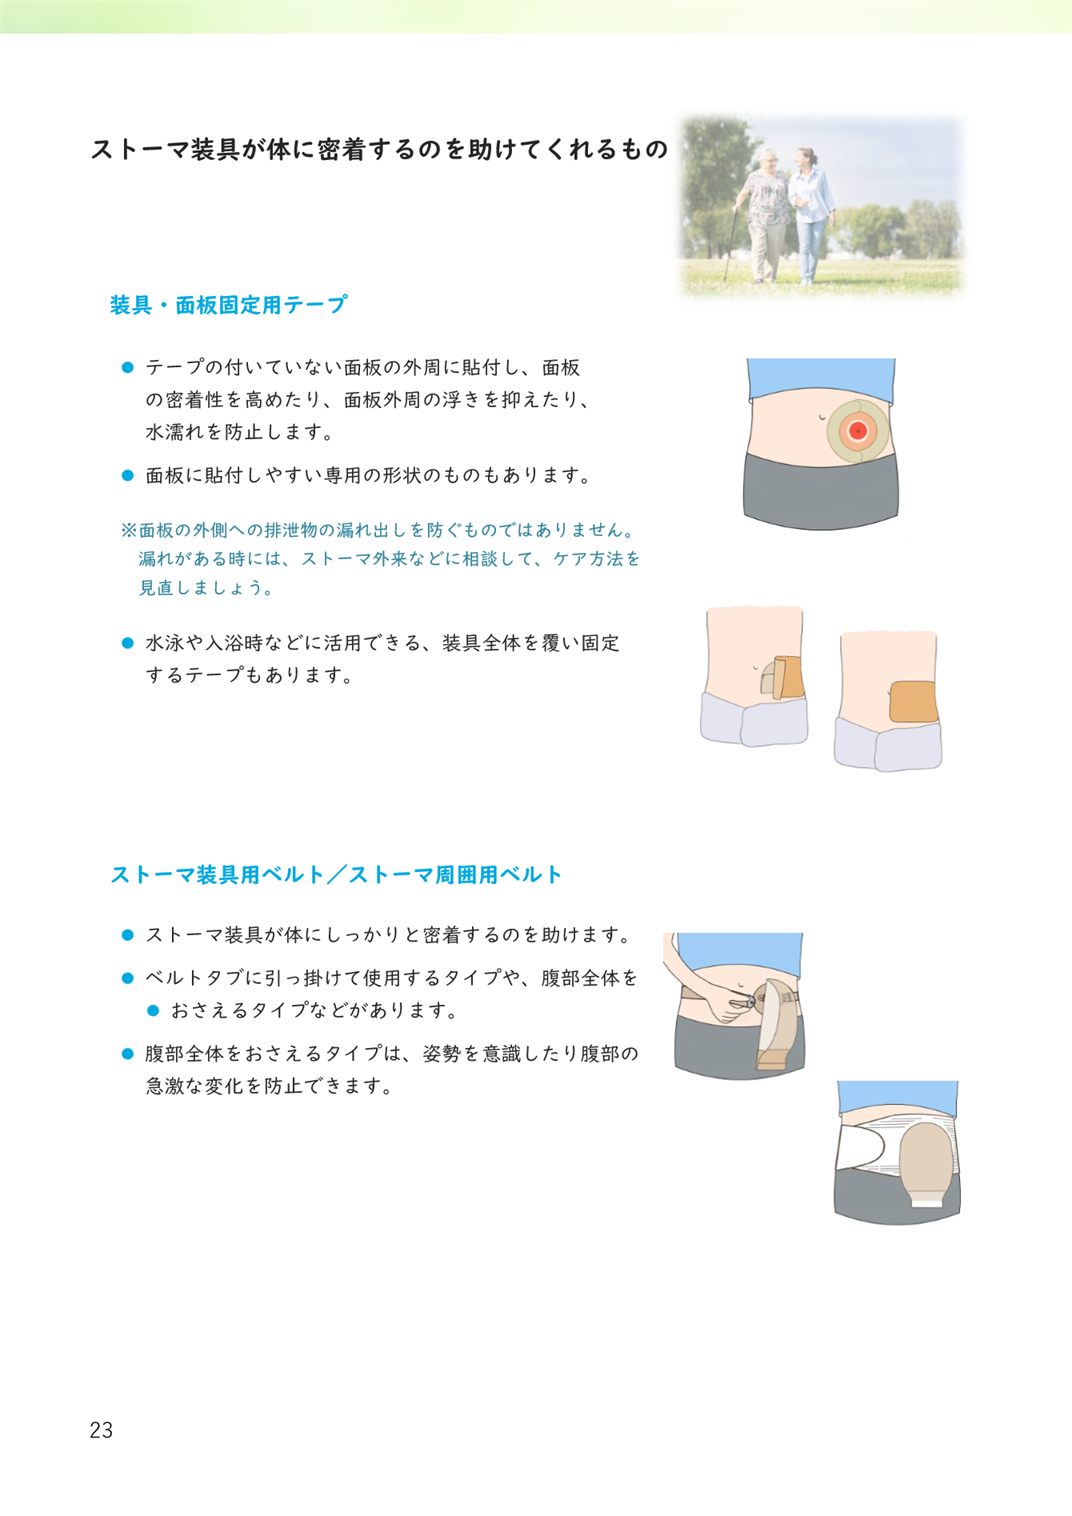 ストーマ装具が体に密着するのを助けてくれるもの
装具・面板固定用テープ
● テープの付いていない面板の外周に貼付し、面板
の密着性を高めたり、面板外周の浮きを抑えたり、
水濡れを防止します。
● 面板に貼付しやすい専用の形状のものもあります。
※面板の外側への排泄物の漏れ出しを防ぐものではありません。
漏れがある時には、ストーマ外来などに相談して、ケア方法を
見直しましょう。
● 水泳や入浴時などに活用できる、装具全体を覆い固定
するテープもあります。
ストーマ装具用ベルト／ストーマ周囲用ベルト
● ストーマ装具が体にしっかりと密着するのを助けます。
● ベルトタブに引っ掛けて使用するタイプや、腹部全体を
● おさえるタイプなどがあります。
● 腹部全体をおさえるタイプは、姿勢を意識したり腹部の
急激な変化を防止できます。
23